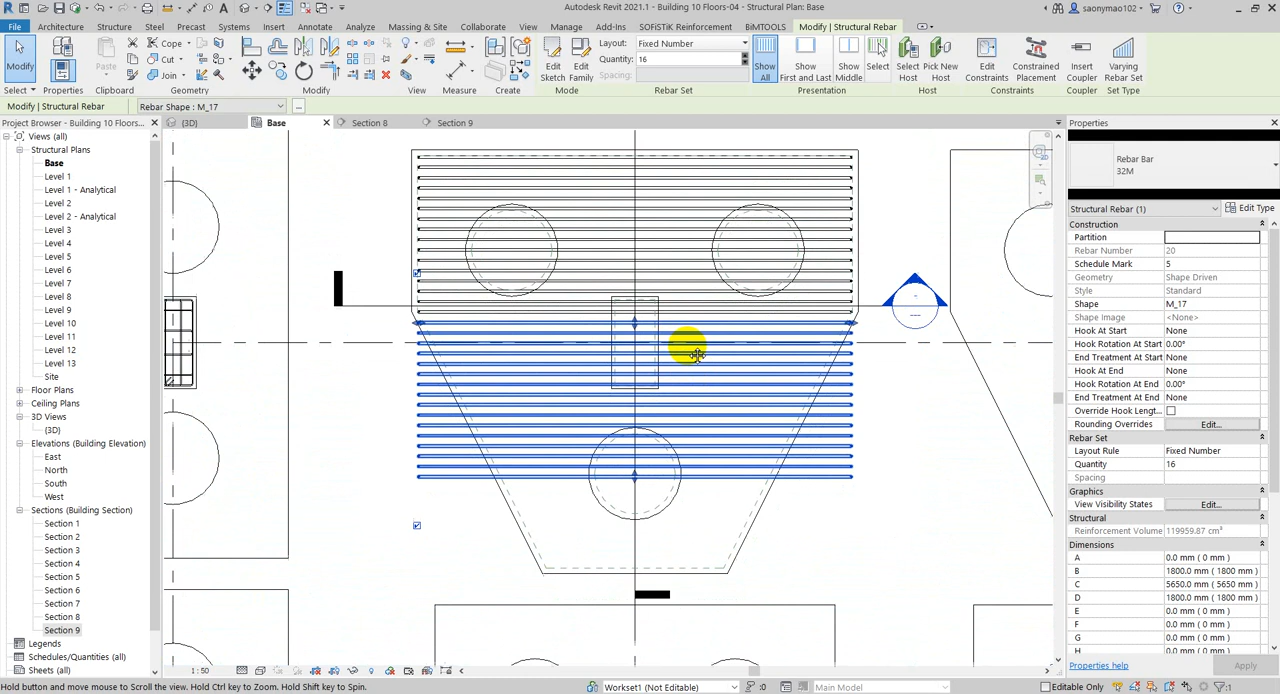 Autodesk Revit 2021.1 - Building 10 Floors-04 - Structural Plan: Base
saonymao102
File
Architecture
Structure
Steel
Precast
Systems
Insert
Annotate
Analyze
Massing & Site
Collaborate
View
Manage
Add-Ins
SOFiSTiK Reinforcement
BiMTOOLS
Modify | Structural Rebar
Modify
Paste
Cope
Cut
Join
Layout: Fixed Number
Quantity: 16
Spacing:
Edit Sketch
Edit Family
Show All
Show First and Last
Show Middle
Select
Select Host
Pick New Host
Edit Constraints
Constrained Placement
Insert Coupler
Varying Rebar Set
Select
Properties
Clipboard
Geometry
Modify
View
Measure
Create
Mode
Rebar Set
Presentation
Host
Constraints
Coupler
Set Type
Modify | Structural Rebar
Rebar Shape : M_17
...
Project Browser - Building 10 Floors...
{3D}
Base
Section 8
Section 9
Views (all)
Structural Plans
Base
Level 1
Level 1 - Analytical
Level 2
Level 2 - Analytical
Level 3
Level 4
Level 5
Level 6
Level 7
Level 8
Level 9
Level 10
Level 11
Level 12
Level 13
Site
Floor Plans
Ceiling Plans
3D Views
{3D}
Elevations (Building Elevation)
East
North
South
West
Sections (Building Section)
Section 1
Section 2
Section 3
Section 4
Section 5
Section 6
Section 7
Section 8
Section 9
Legends
Schedules/Quantities (all)
Sheets (all)
Properties
Rebar Bar
32M
Structural Rebar (1)
Edit Type
Construction
Partition
Rebar Number 20
Schedule Mark 5
Geometry Shape Driven
Style Standard
Shape M_17
Shape Image <None>
Hook At Start None
Hook Rotation At Start 0.00°
End Treatment At Start None
Hook At End None
Hook Rotation At End 0.00°
End Treatment At End None
Override Hook Lengt...
Rounding Overrides Edit...
Rebar Set
Layout Rule Fixed Number
Quantity 16
Spacing
Graphics
View Visibility States Edit...
Structural
Reinforcement Volume 119959.87 cm³
Dimensions
A 0.0 mm ( 0 mm )
B 1800.0 mm ( 1800 mm )
C 5650.0 mm ( 5650 mm )
D 1800.0 mm ( 1800 mm )
E 0.0 mm ( 0 mm )
F 0.0 mm ( 0 mm )
G 0.0 mm ( 0 mm )
H 0.0 mm ( 0 mm )
Properties help
Apply
1 : 50
Hold button and move mouse to Scroll the view. Hold Ctrl key to Zoom. Hold Shift key to Spin.
Workset1 (Not Editable)
:0
Main Model
Editable Only
:1